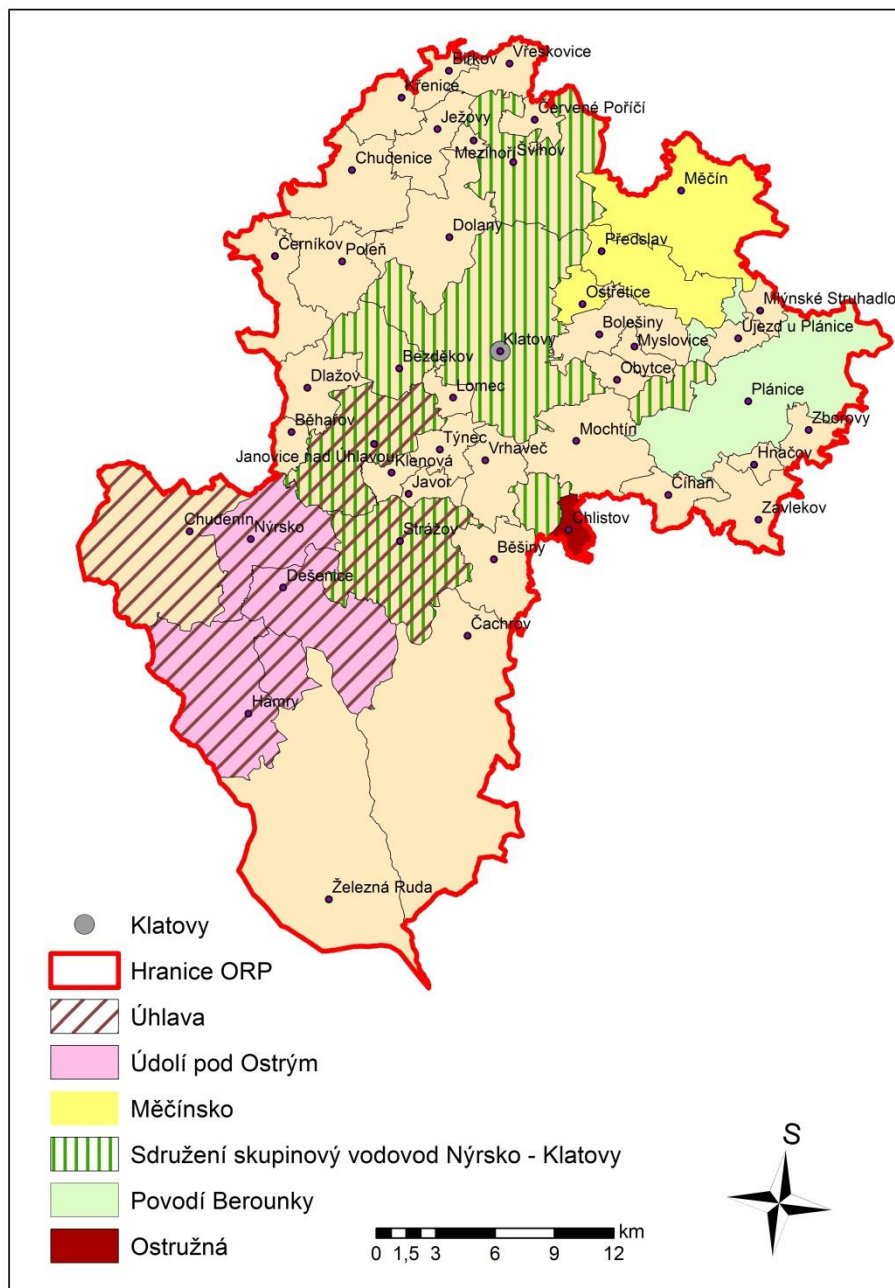 Vřeskovice
Bírkov
Křenice
Červené Poříčí
Ježovy
Mezihoří
Švihov
Chudenice
Měčín
Dolany
Předslav
Černíkov
Poleň
Ostřetice
Mlýnské Struhadlo
Bolešiny
Újezd u Plánice
Myslovice
Klatovy
Bezděkov
Obytce
Dlažov
Lomec
Plánice
Běhařov
Zborovy
Mochtín
Týnec
Janovice nad Úhlavou
Vrhaveč
Klenová
Hnačov
Javor
Číhaň
Zavlekov
Chudenín
Nýrsko
Strážov
Chlistov
Běšiny
Dešenice
Čachrov
Hamry
Železná Ruda
Klatovy
Hranice ORP
Úhlava
Údolí pod Ostrým
Měčínsko
Sdružení skupinový vodovod Nýrsko - Klatovy
Povodí Berounky
Ostružná
S
km
0 1,5 3 6 9 12